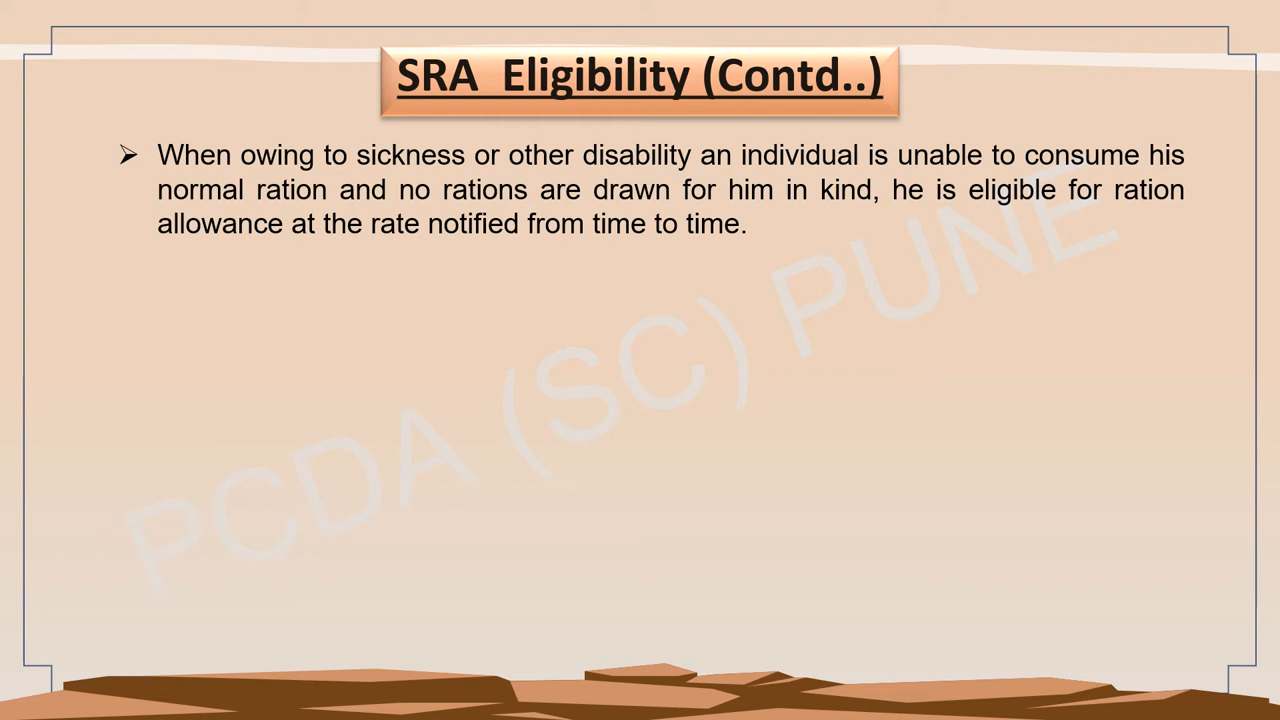 SRA Eligibility (Contd..)
➢ When owing to sickness or other disability an individual is unable to consume his
normal ration and no rations are drawn for him in kind, he is eligible for ration
allowance at the rate notified from time to time.
PCDA (SC) PUNE